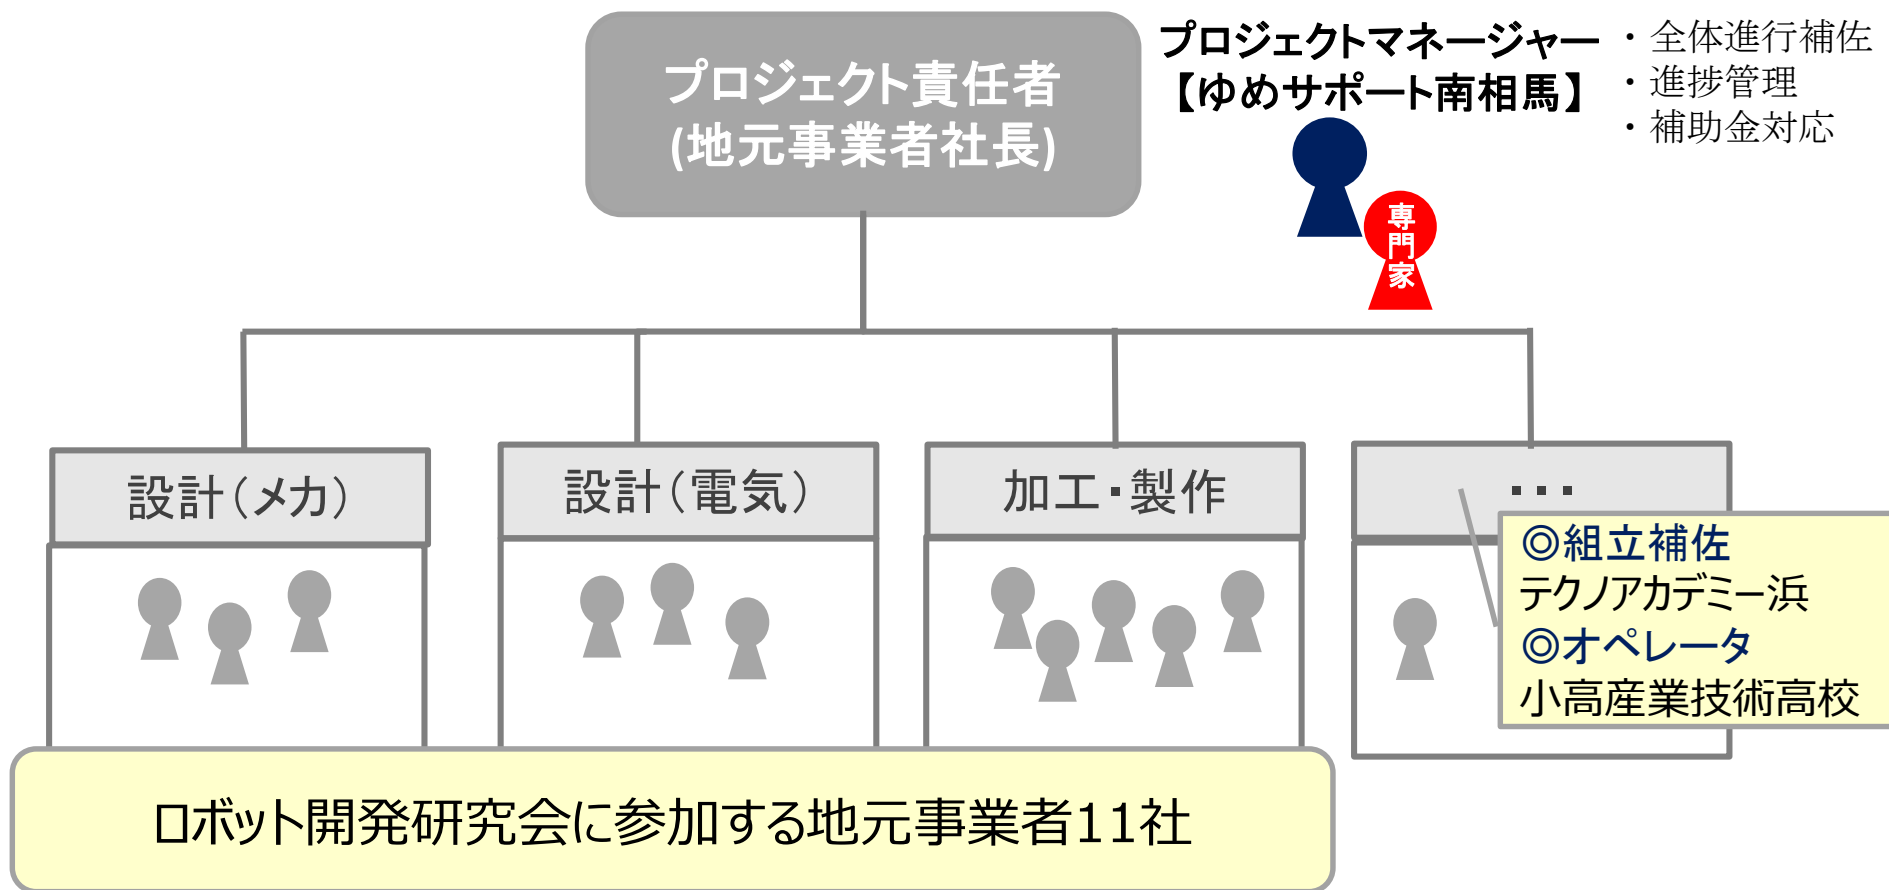 プロジェクト責任者
(地元事業者社長)
プロジェクトマネージャー
【ゆめサポート南相馬】
・全体進行補佐
・進捗管理
・補助金対応
専門家
設計(メカ)
設計(電気)
加工・製作
・・・
◎組立補佐
テクノアカデミー浜
◎オペレータ
小高産業技術高校
ロボット開発研究会に参加する地元事業者11社